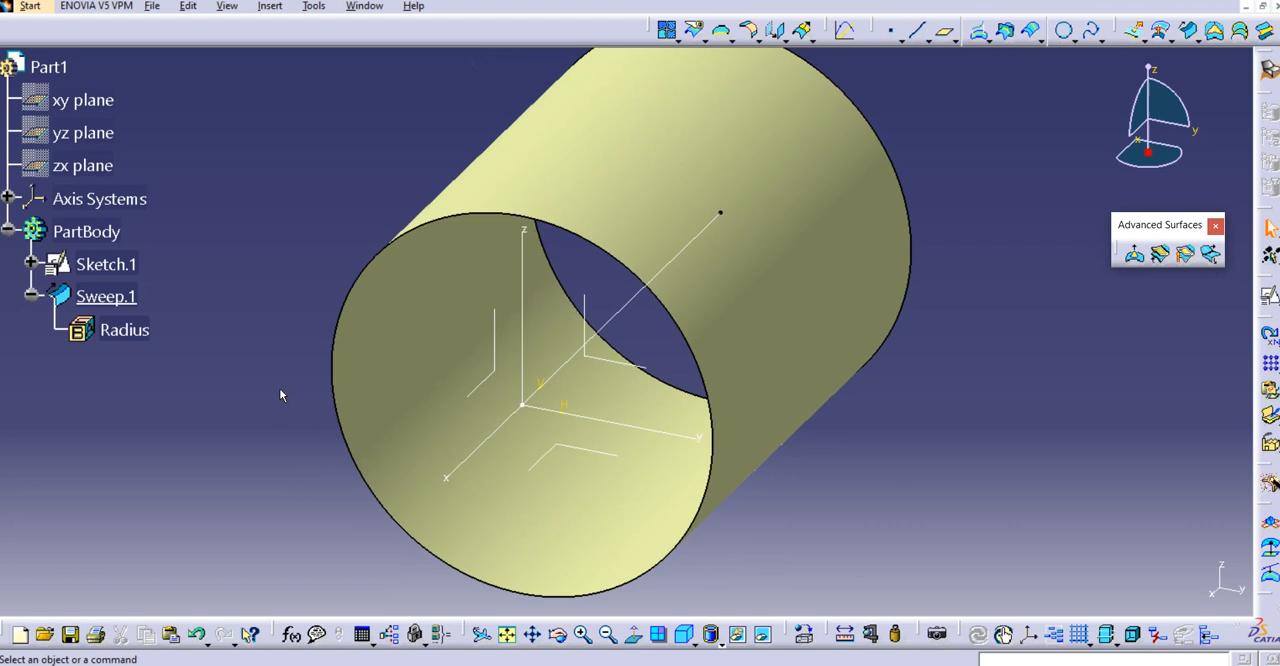 Start ENOVIA V5 VPM File Edit View Insert Tools Window Help
Part1
xy plane
yz plane
zx plane
Axis Systems
PartBody
Sketch.1
Sweep.1
Radius
z
y
x
Advanced Surfaces
z
V
H
y
x
z
x
y
f(x)
CATIA
Select an object or a command